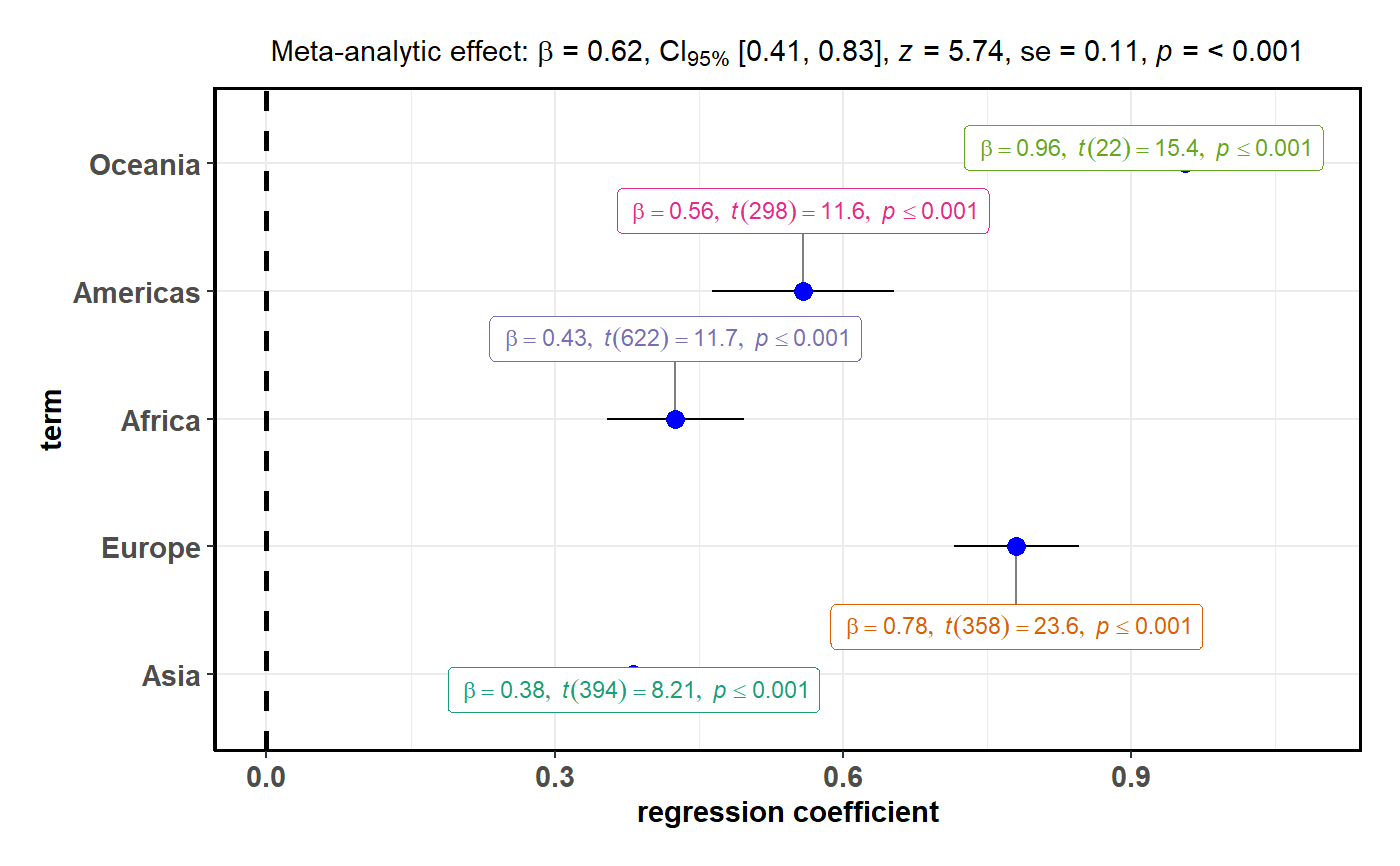 Meta-analytic effect: β = 0.62, CI95% [0.41, 0.83], z = 5.74, se = 0.11, p = < 0.001
Oceania
β = 0.96, t(22) = 15.4, p ≤ 0.001
β = 0.56, t(298) = 11.6, p ≤ 0.001
Americas
β = 0.43, t(622) = 11.7, p ≤ 0.001
Africa
term
Europe
β = 0.78, t(358) = 23.6, p ≤ 0.001
Asia
β = 0.38, t(394) = 8.21, p ≤ 0.001
0.0 0.3 0.6 0.9
regression coefficient